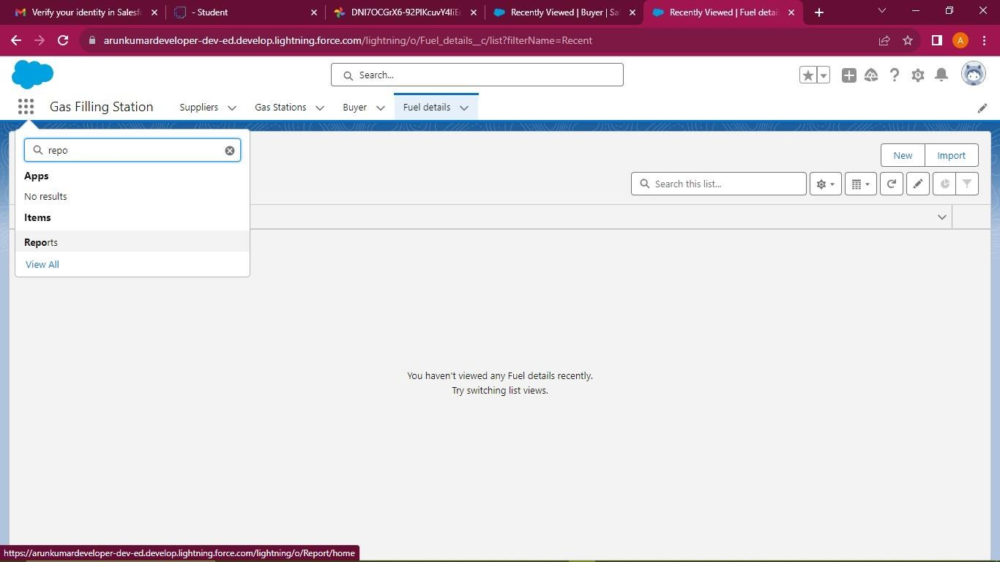 Verify your identity in Salesf
- Student
DNI7OCGrX6-92PIKcuvY4IiE
Recently Viewed | Buyer | Sa
Recently Viewed | Fuel detai
arunkumardeveloper-dev-ed.develop.lightning.force.com/lightning/o/Fuel_details__c/list?filterName=Recent
A
Search...
Gas Filling Station
Suppliers
Gas Stations
Buyer
Fuel details
repo
New
Import
Apps
Search this list...
No results
Items
Reports
View All
You haven't viewed any Fuel details recently.
Try switching list views.
https://arunkumardeveloper-dev-ed.develop.lightning.force.com/lightning/o/Report/home